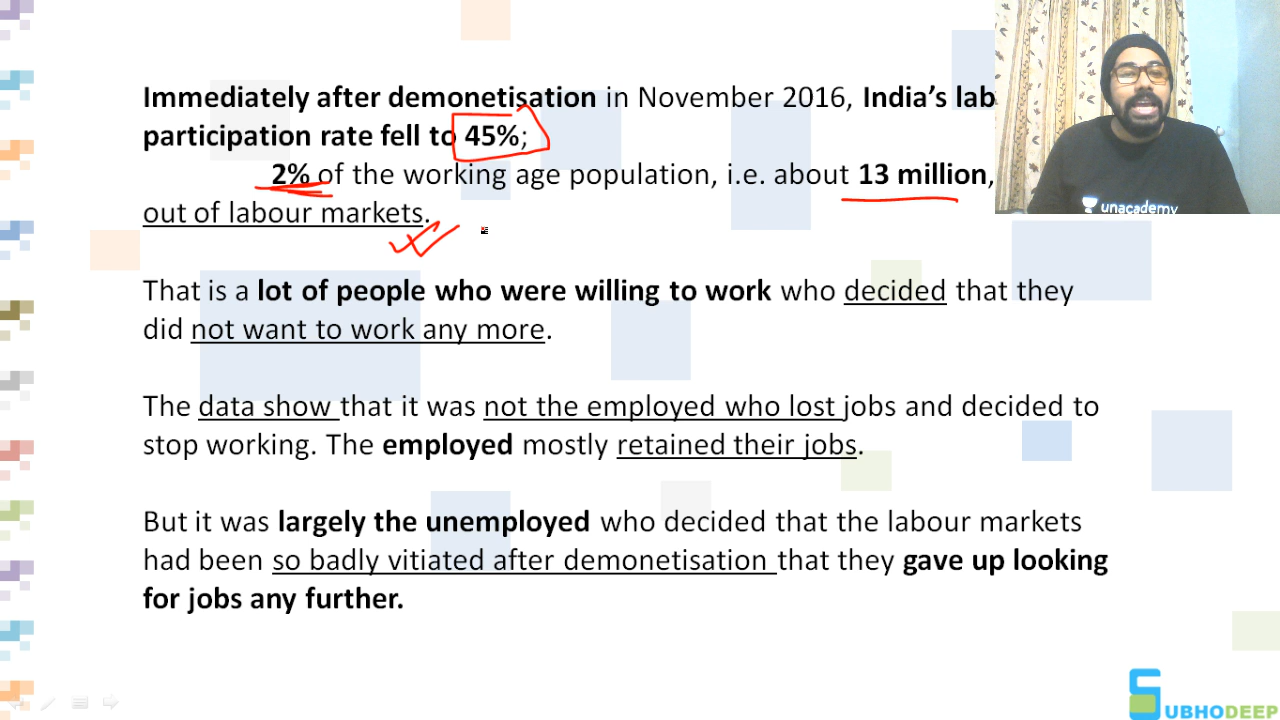 Immediately after demonetisation in November 2016, India's lab
participation rate fell to 45%;
2% of the working age population, i.e. about 13 million,
out of labour markets.
That is a lot of people who were willing to work who decided that they
did not want to work any more.
The data show that it was not the employed who lost jobs and decided to
stop working. The employed mostly retained their jobs.
But it was largely the unemployed who decided that the labour markets
had been so badly vitiated after demonetisation that they gave up looking
for jobs any further.
unacademy
SUBHODEEP